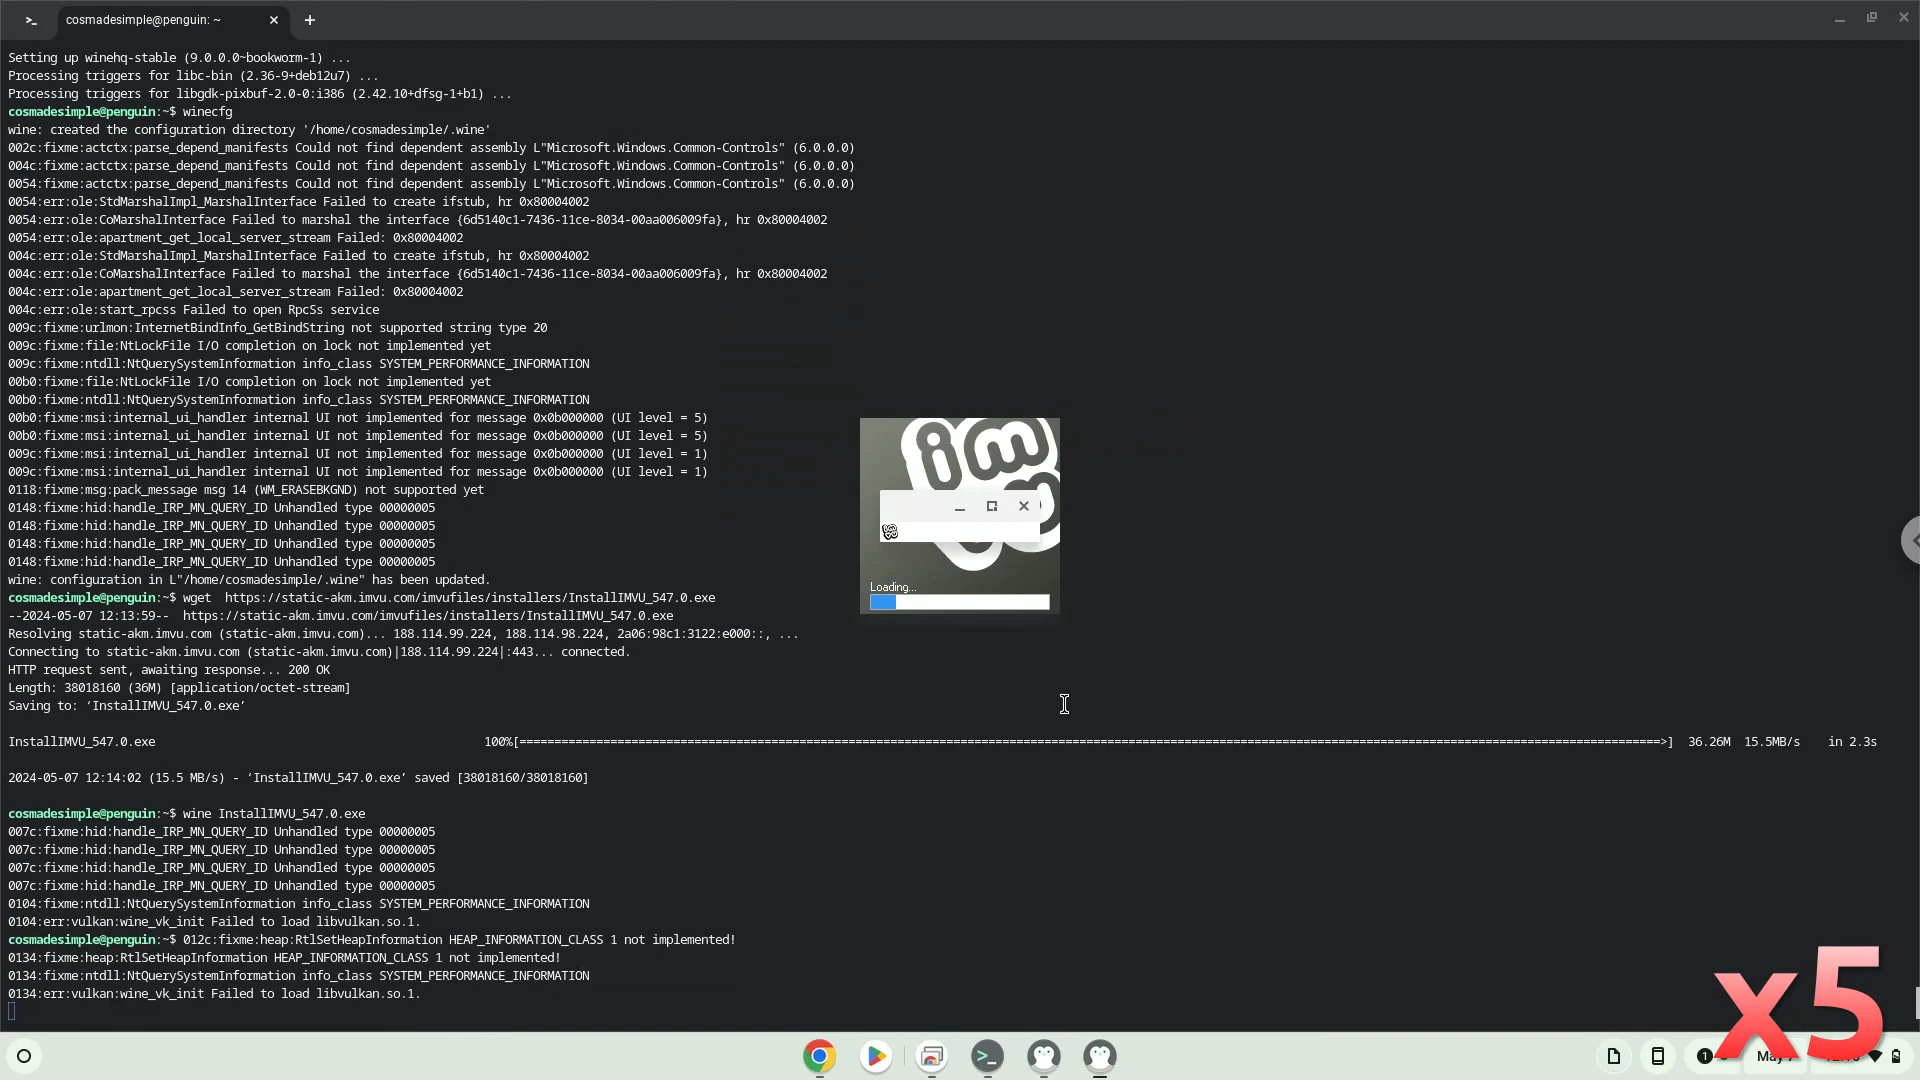 cosmadesimple@penguin: ~
Setting up winehq-stable (9.0.0.0~bookworm-1) ...
Processing triggers for libc-bin (2.36-9+deb12u7) ...
Processing triggers for libgdk-pixbuf-2.0-0:i386 (2.42.10+dfsg-1+b1) ...
cosmadesimple@penguin:~$ winecfg
wine: created the configuration directory '/home/cosmadesimple/.wine'
002c:fixme:actctx:parse_depend_manifests Could not find dependent assembly L"Microsoft.Windows.Common-Controls" (6.0.0.0)
004c:fixme:actctx:parse_depend_manifests Could not find dependent assembly L"Microsoft.Windows.Common-Controls" (6.0.0.0)
0054:fixme:actctx:parse_depend_manifests Could not find dependent assembly L"Microsoft.Windows.Common-Controls" (6.0.0.0)
0054:err:ole:StdMarshalImpl_MarshalInterface Failed to create ifstub, hr 0x80004002
0054:err:ole:CoMarshalInterface Failed to marshal the interface {6d5140c1-7436-11ce-8034-00aa006009fa}, hr 0x80004002
0054:err:ole:apartment_get_local_server_stream Failed: 0x80004002
004c:err:ole:StdMarshalImpl_MarshalInterface Failed to create ifstub, hr 0x80004002
004c:err:ole:CoMarshalInterface Failed to marshal the interface {6d5140c1-7436-11ce-8034-00aa006009fa}, hr 0x80004002
004c:err:ole:apartment_get_local_server_stream Failed: 0x80004002
004c:err:ole:start_rpcss Failed to open RpcSs service
009c:fixme:urlmon:InternetBindInfo_GetBindString not supported string type 20
009c:fixme:file:NtLockFile I/O completion on lock not implemented yet
009c:fixme:ntdll:NtQuerySystemInformation info_class SYSTEM_PERFORMANCE_INFORMATION
00b0:fixme:file:NtLockFile I/O completion on lock not implemented yet
00b0:fixme:ntdll:NtQuerySystemInformation info_class SYSTEM_PERFORMANCE_INFORMATION
00b0:fixme:msi:internal_ui_handler internal UI not implemented for message 0x0b000000 (UI level = 5)
00b0:fixme:msi:internal_ui_handler internal UI not implemented for message 0x0b000000 (UI level = 5)
009c:fixme:msi:internal_ui_handler internal UI not implemented for message 0x0b000000 (UI level = 1)
009c:fixme:msi:internal_ui_handler internal UI not implemented for message 0x0b000000 (UI level = 1)
0118:fixme:msg:pack_message msg 14 (WM_ERASEBKGND) not supported yet
0148:fixme:hid:handle_IRP_MN_QUERY_ID Unhandled type 00000005
0148:fixme:hid:handle_IRP_MN_QUERY_ID Unhandled type 00000005
0148:fixme:hid:handle_IRP_MN_QUERY_ID Unhandled type 00000005
0148:fixme:hid:handle_IRP_MN_QUERY_ID Unhandled type 00000005
wine: configuration in L"/home/cosmadesimple/.wine" has been updated.
cosmadesimple@penguin:~$ wget  https://static-akm.imvu.com/imvufiles/installers/InstallIMVU_547.0.exe
--2024-05-07 12:13:59--  https://static-akm.imvu.com/imvufiles/installers/InstallIMVU_547.0.exe
Resolving static-akm.imvu.com (static-akm.imvu.com)... 188.114.99.224, 188.114.98.224, 2a06:98c1:3122:e000::, ...
Connecting to static-akm.imvu.com (static-akm.imvu.com)|188.114.99.224|:443... connected.
HTTP request sent, awaiting response... 200 OK
Length: 38018160 (36M) [application/octet-stream]
Saving to: ‘InstallIMVU_547.0.exe’
InstallIMVU_547.0.exe 100%[===================================================================================================>] 36.26M 15.5MB/s in 2.3s
2024-05-07 12:14:02 (15.5 MB/s) - ‘InstallIMVU_547.0.exe’ saved [38018160/38018160]
cosmadesimple@penguin:~$ wine InstallIMVU_547.0.exe
007c:fixme:hid:handle_IRP_MN_QUERY_ID Unhandled type 00000005
007c:fixme:hid:handle_IRP_MN_QUERY_ID Unhandled type 00000005
007c:fixme:hid:handle_IRP_MN_QUERY_ID Unhandled type 00000005
007c:fixme:hid:handle_IRP_MN_QUERY_ID Unhandled type 00000005
0104:fixme:ntdll:NtQuerySystemInformation info_class SYSTEM_PERFORMANCE_INFORMATION
0104:err:vulkan:wine_vk_init Failed to load libvulkan.so.1.
cosmadesimple@penguin:~$ 012c:fixme:heap:RtlSetHeapInformation HEAP_INFORMATION_CLASS 1 not implemented!
0134:fixme:heap:RtlSetHeapInformation HEAP_INFORMATION_CLASS 1 not implemented!
0134:fixme:ntdll:NtQuerySystemInformation info_class SYSTEM_PERFORMANCE_INFORMATION
0134:err:vulkan:wine_vk_init Failed to load libvulkan.so.1.
im
Loading...
x5
1